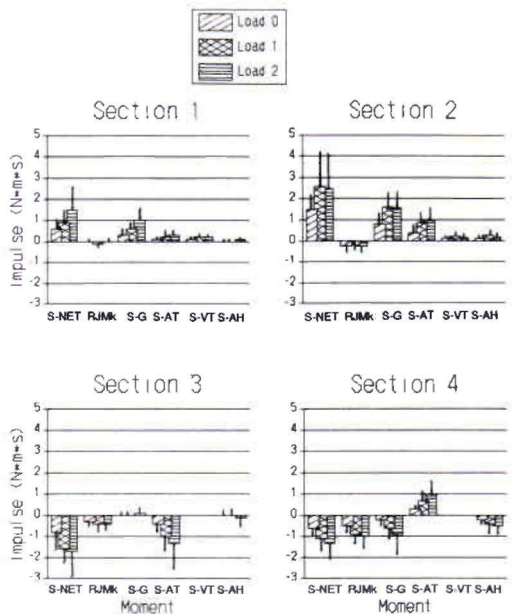 Load 0
Load 1
Load 2
Section 1
Section 2
Impulse (N*m*s)
5
4
3
2
1
0
-1
-2
-3
5
4
3
2
1
0
-1
-2
-3
S-NET RJMk S-G S-AT S-VT S-AH
S-NET RJMk S-G S-AT S-VT S-AH
Section 3
Section 4
Impulse (N*m*s)
5
4
3
2
1
0
-1
-2
-3
5
4
3
2
1
0
-1
-2
-3
S-NET RJMk S-G S-AT S-VT S-AH
S-NET RJMk S-G S-AT S-VT S-AH
Moment
Moment